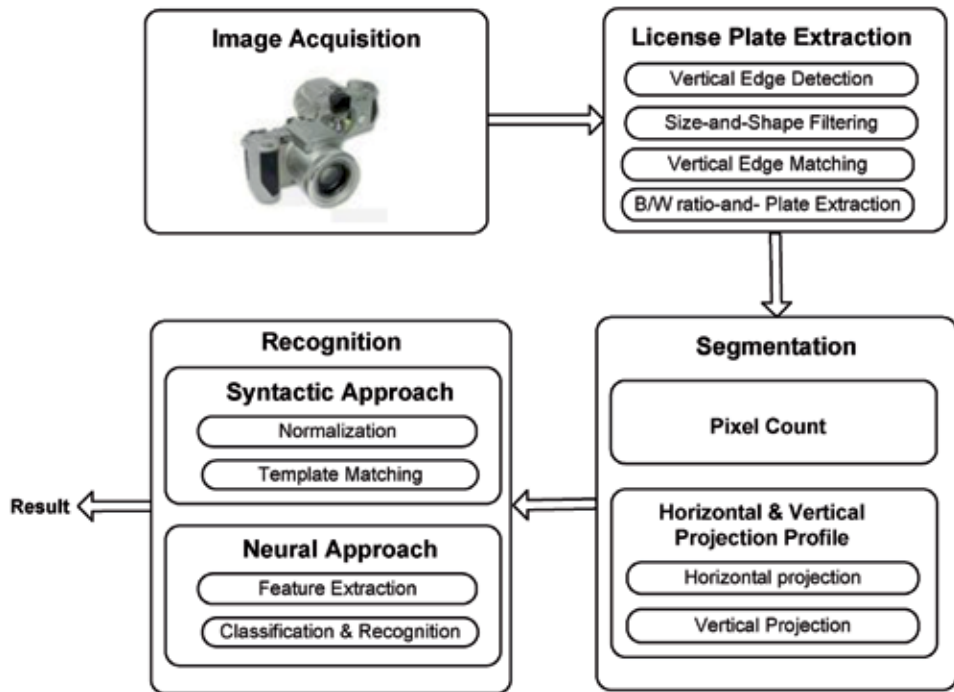 Image Acquisition
License Plate Extraction
Vertical Edge Detection
Size-and-Shape Filtering
Vertical Edge Matching
B/W ratio-and- Plate Extraction
Segmentation
Pixel Count
Horizontal & Vertical
Projection Profile
Horizontal projection
Vertical Projection
Recognition
Syntactic Approach
Normalization
Template Matching
Neural Approach
Feature Extraction
Classification & Recognition
Result